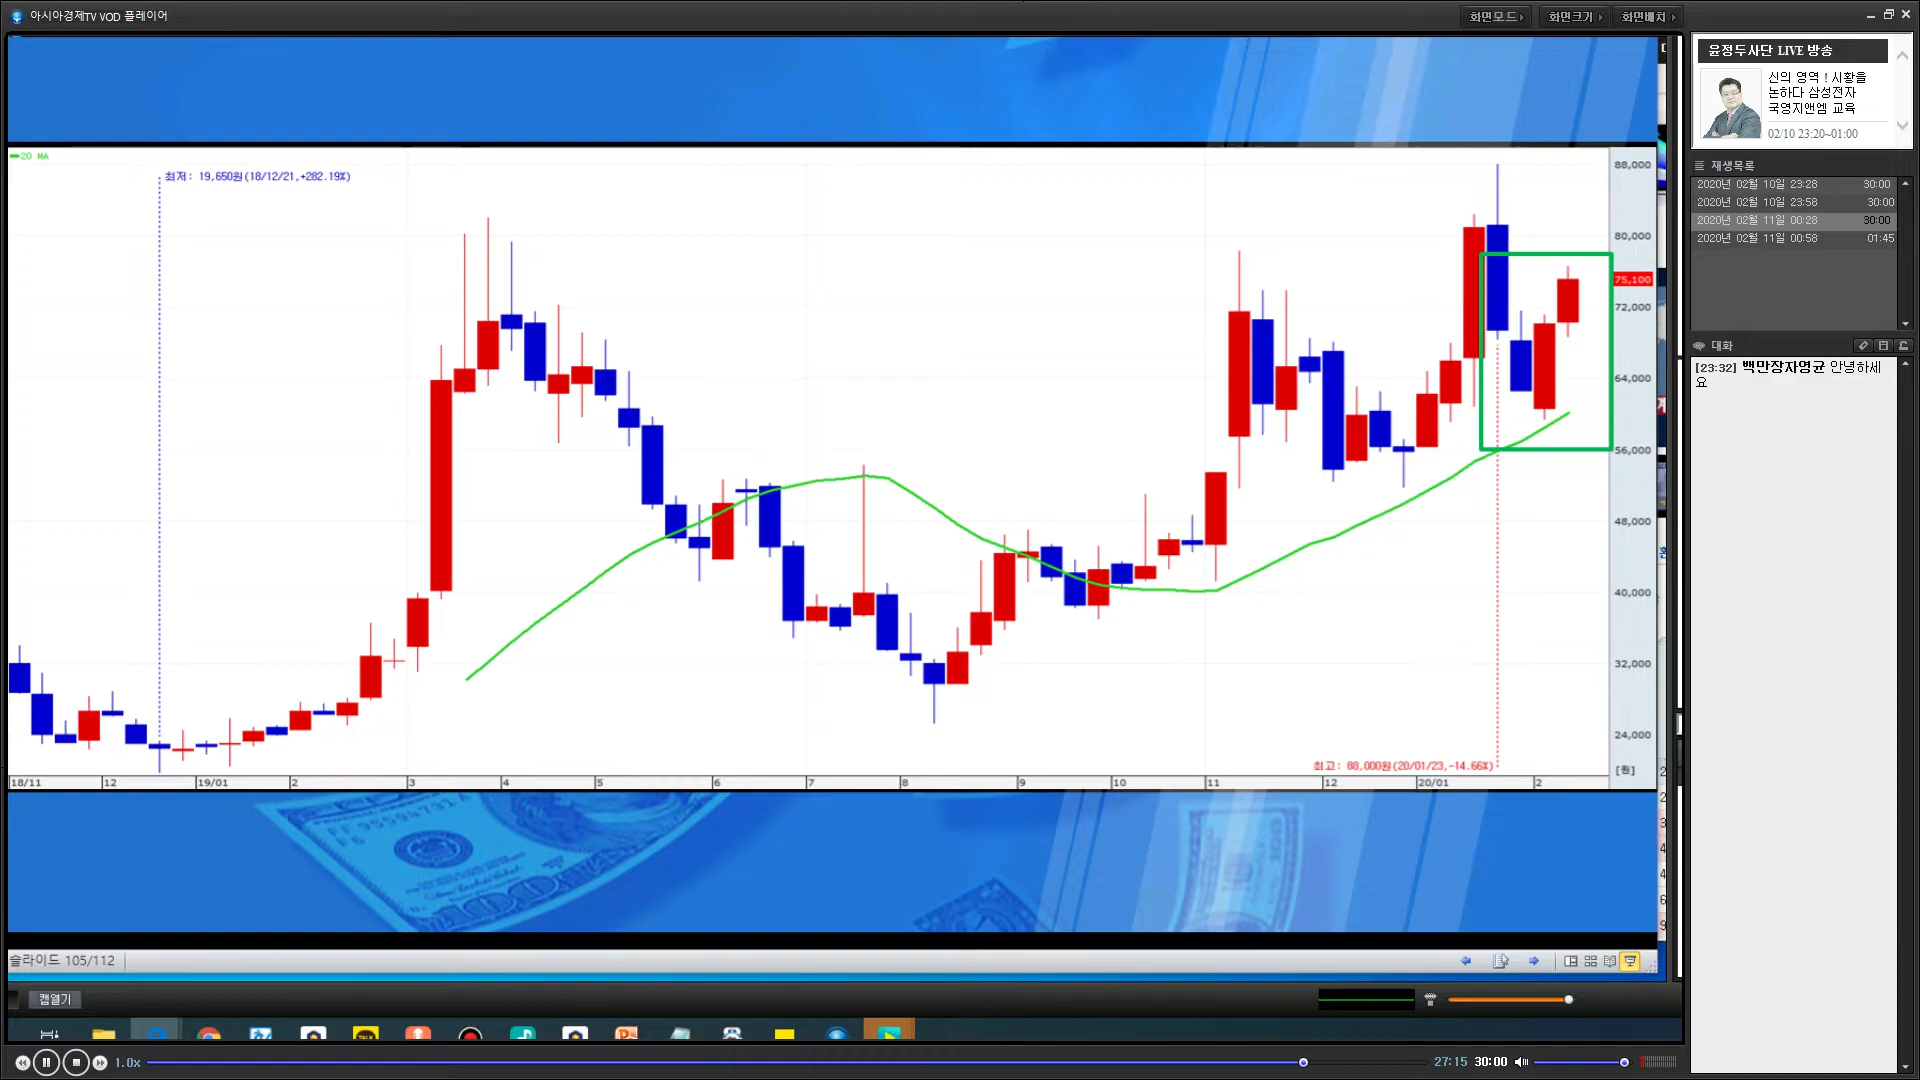 아시아경제TV VOD 플레이어
화면모드
화면크기
화면배치
윤정두사단 LIVE 방송
신의 영역 ! 시황을
논하다 삼성전자
국영지앤엠 교육
02/10 23:20~01:00
재생목록
2020년 02월 10일 23:28 30:00
2020년 02월 10일 23:58 30:00
2020년 02월 11일 00:28 30:00
2020년 02월 11일 00:58 01:45
대화
[23:32] 백만장자영균 안녕하세
요
20 MA
최저: 19,650원(18/12/21,+282.19%)
88,000
80,000
75,100
72,000
64,000
56,000
48,000
40,000
32,000
24,000
[원]
최고: 88,000원(20/01/23,-14.66%)
18/11 12 19/01 2 3 4 5 6 7 8 9 10 11 12 20/01 2
슬라이드 105/112
캡열기
1.0x
27:15 30:00